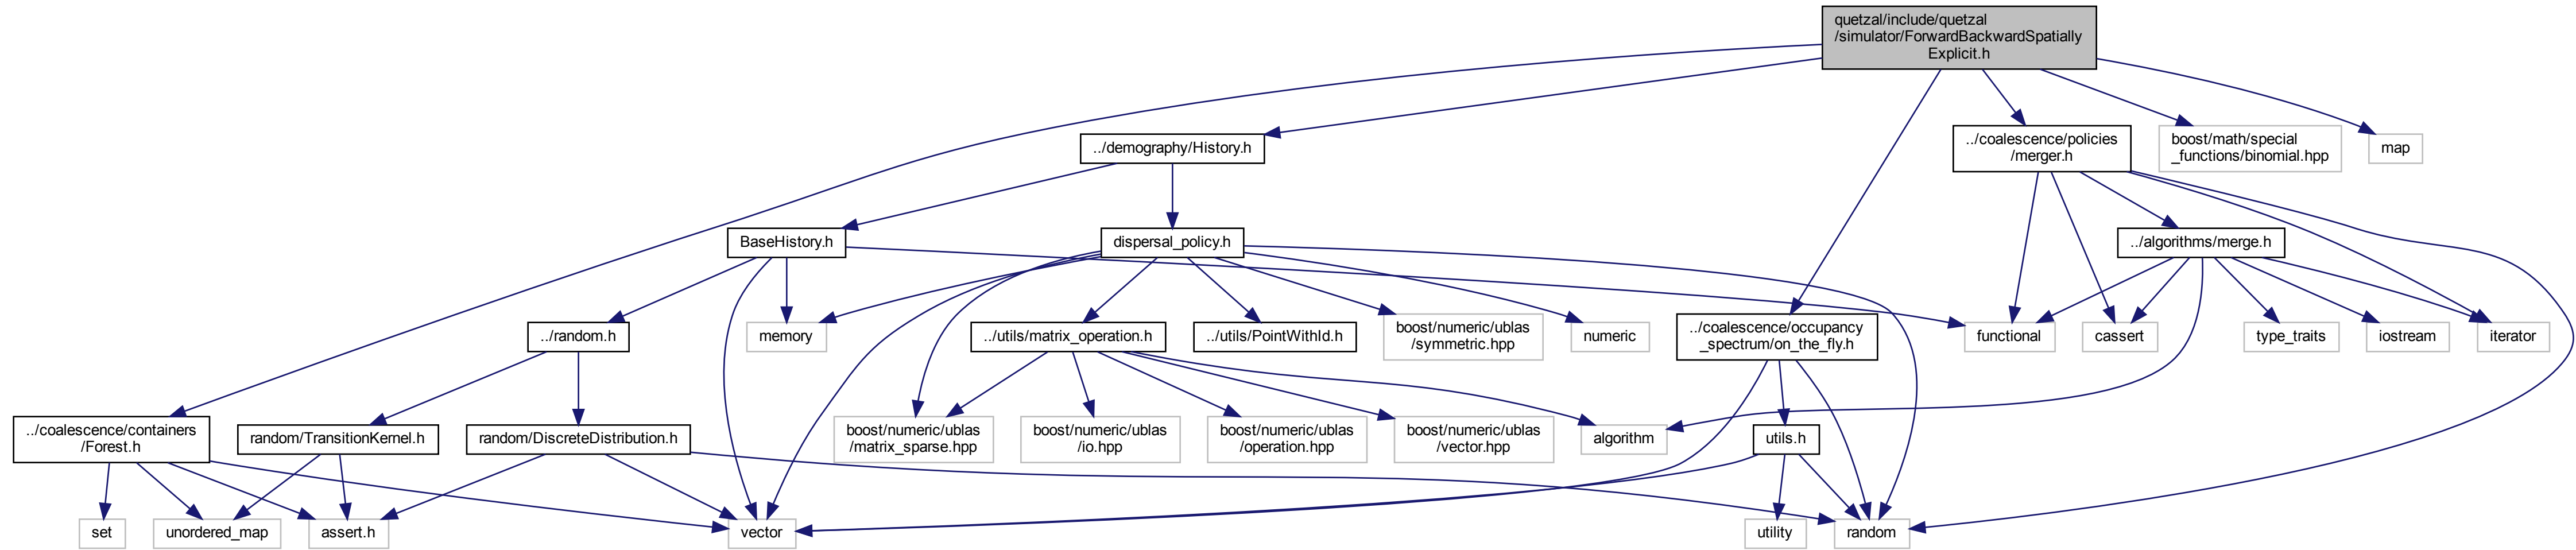 quetzal/include/quetzal
/simulator/ForwardBackwardSpatially
Explicit.h
../demography/History.h
../coalescence/policies
/merger.h
boost/math/special
_functions/binomial.hpp
map
BaseHistory.h
dispersal_policy.h
../algorithms/merge.h
../random.h
memory
../utils/matrix_operation.h
../utils/PointWithId.h
boost/numeric/ublas
/symmetric.hpp
numeric
../coalescence/occupancy
_spectrum/on_the_fly.h
functional
cassert
type_traits
iostream
iterator
../coalescence/containers
/Forest.h
random/TransitionKernel.h
random/DiscreteDistribution.h
boost/numeric/ublas
/matrix_sparse.hpp
boost/numeric/ublas
/io.hpp
boost/numeric/ublas
/operation.hpp
boost/numeric/ublas
/vector.hpp
algorithm
utils.h
set
unordered_map
assert.h
vector
utility
random